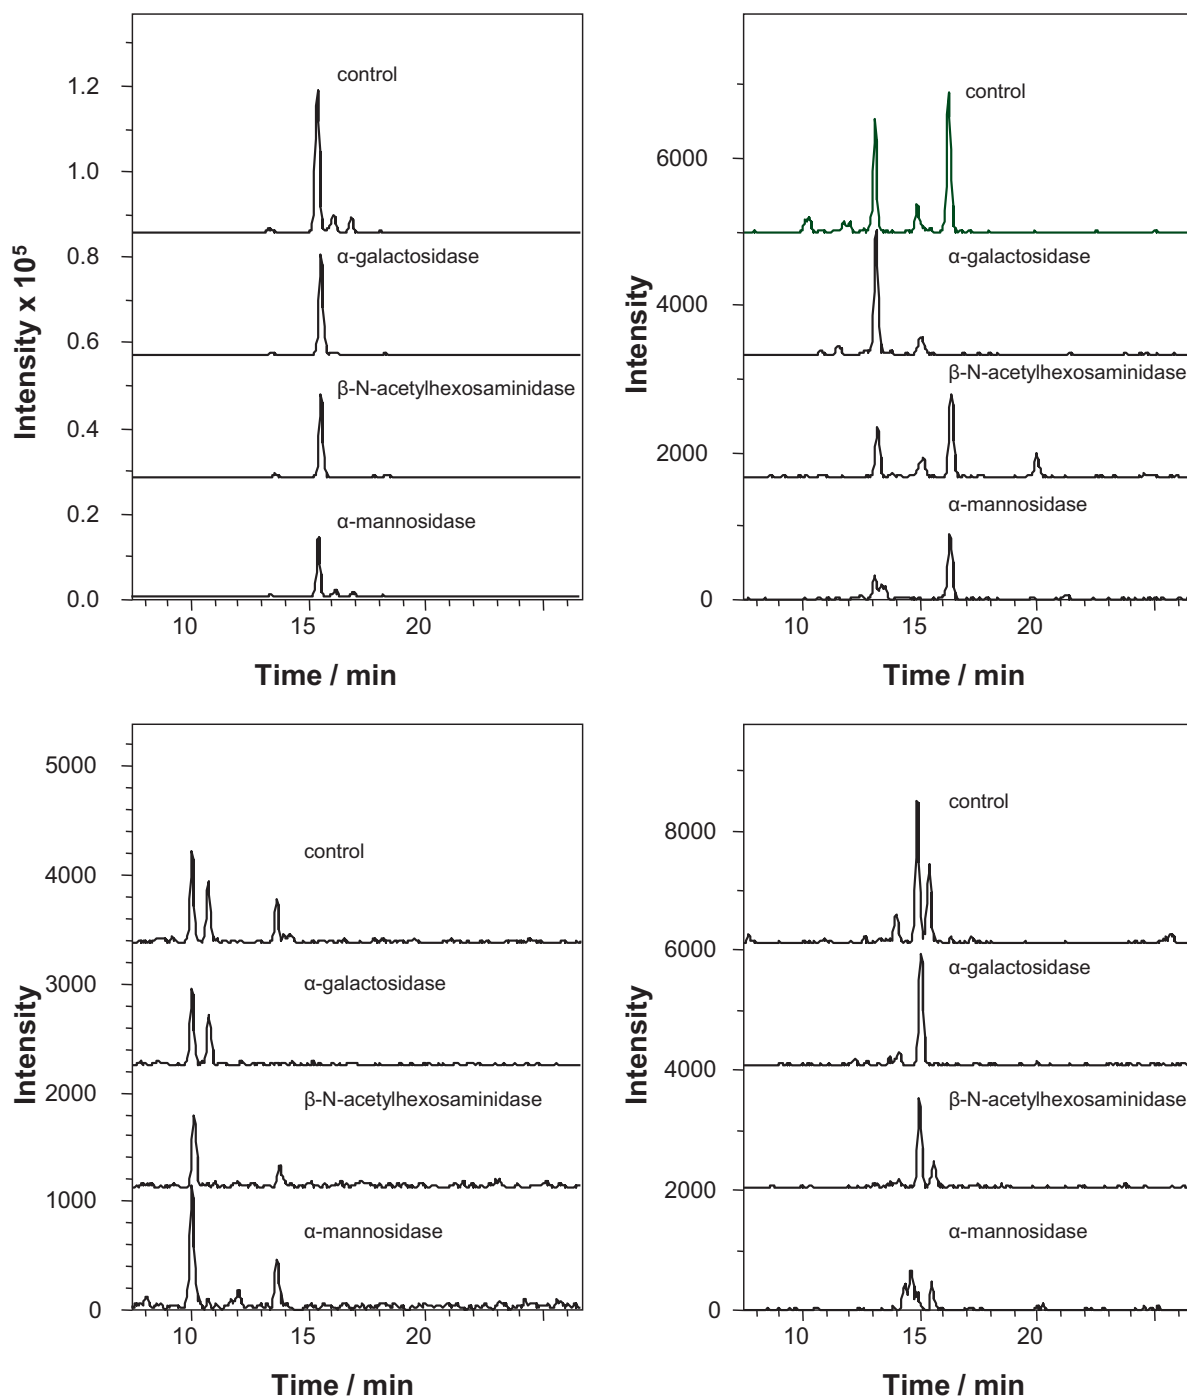 control
1.2
1.0
α-galactosidase
0.8
0.6
β-N-acetylhexosaminidase
0.4
0.2
α-mannosidase
0.0
10 15 20
Intensity x 10⁵
Time / min
control
6000
α-galactosidase
4000
β-N-acetylhexosaminidase
2000
α-mannosidase
0
10 15 20
Intensity
Time / min
5000
control
4000
α-galactosidase
3000
2000
β-N-acetylhexosaminidase
1000
α-mannosidase
0
10 15 20
Intensity
Time / min
control
8000
6000
α-galactosidase
4000
β-N-acetylhexosaminidase
2000
α-mannosidase
0
10 15 20
Intensity
Time / min